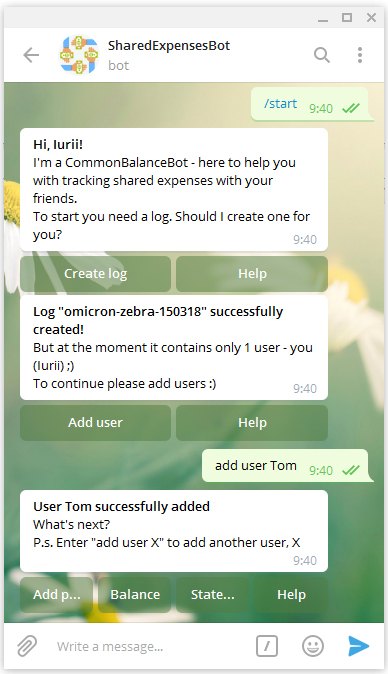 SharedExpensesBot
bot
/start 9:40
Hi, Iurii!
I'm a CommonBalanceBot - here to help you
with tracking shared expenses with your
friends.
To start you need a log. Should I create one for
you?
9:40
Create log Help
Log "omicron-zebra-150318" successfully
created!
But at the moment it contains only 1 user - you
(Iurii) ;)
To continue please add users :)
9:40
Add user Help
add user Tom 9:40
User Tom successfully added
What's next?
P.s. Enter "add user X" to add another user, X
9:40
Add p... Balance State... Help
Write a message... /